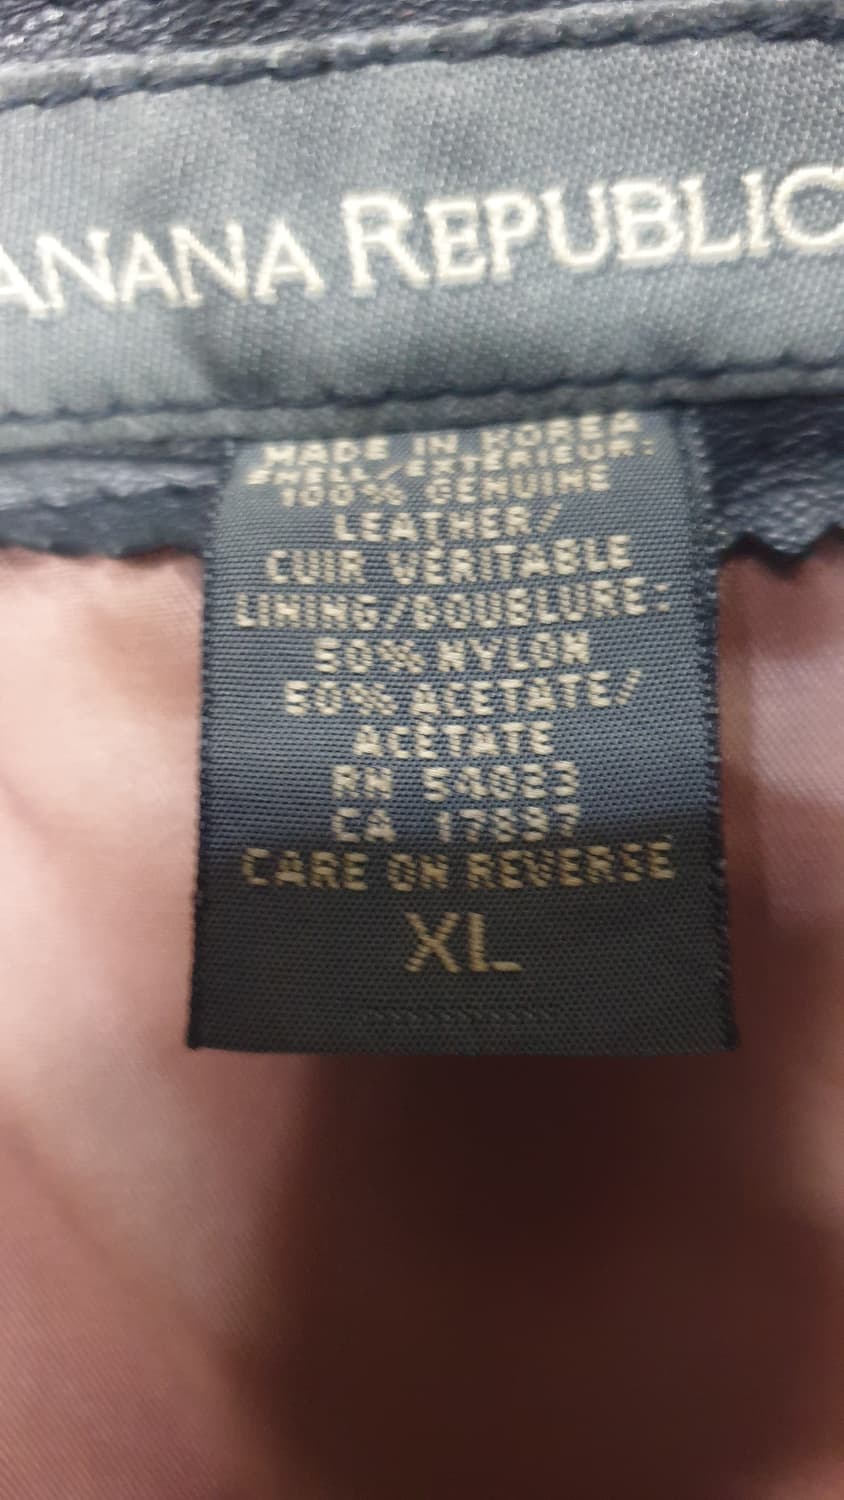 ANANA REPUBLIC
MADE IN KOREA
SHELL/EXTÉRIEUR:
100% GENUINE
LEATHER/
CUIR VÉRITABLE
LINING/DOUBLURE:
50% NYLON
50% ACETATE/
ACÉTATE
RN 54023
CA 17897
CARE ON REVERSE
XL